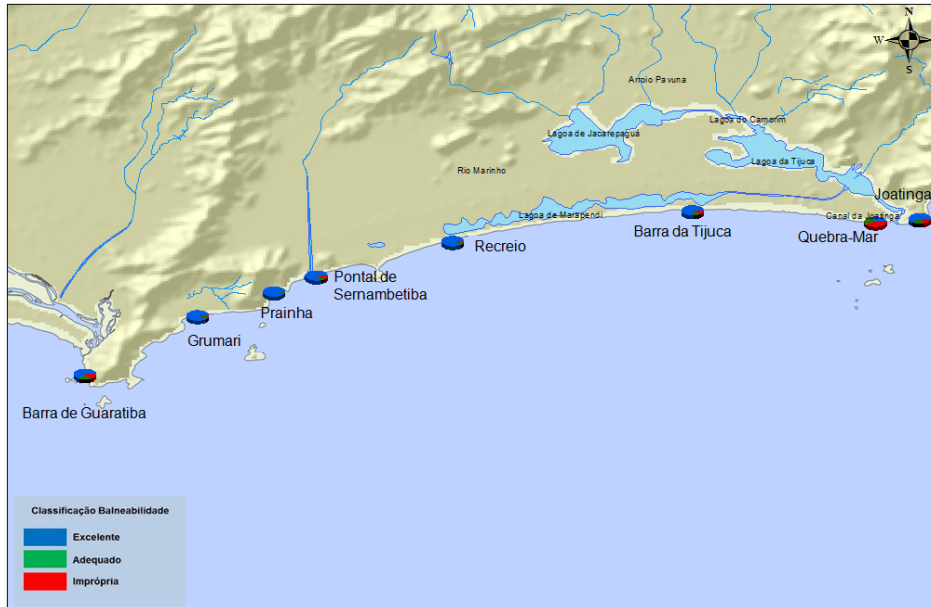 N
W
S
Arroio Pavuna
Lagoa do Camorim
Lagoa de Jacarepaguá
Lagoa da Tijuca
Rio Marinho
Joatinga
Lagoa de Marapendi
Canal da Joatinga
Barra da Tijuca
Quebra-Mar
Recreio
Pontal de
Sernambetiba
Prainha
Grumari
Barra de Guaratiba
Classificação Balneabilidade
Excelente
Adequado
Imprópria